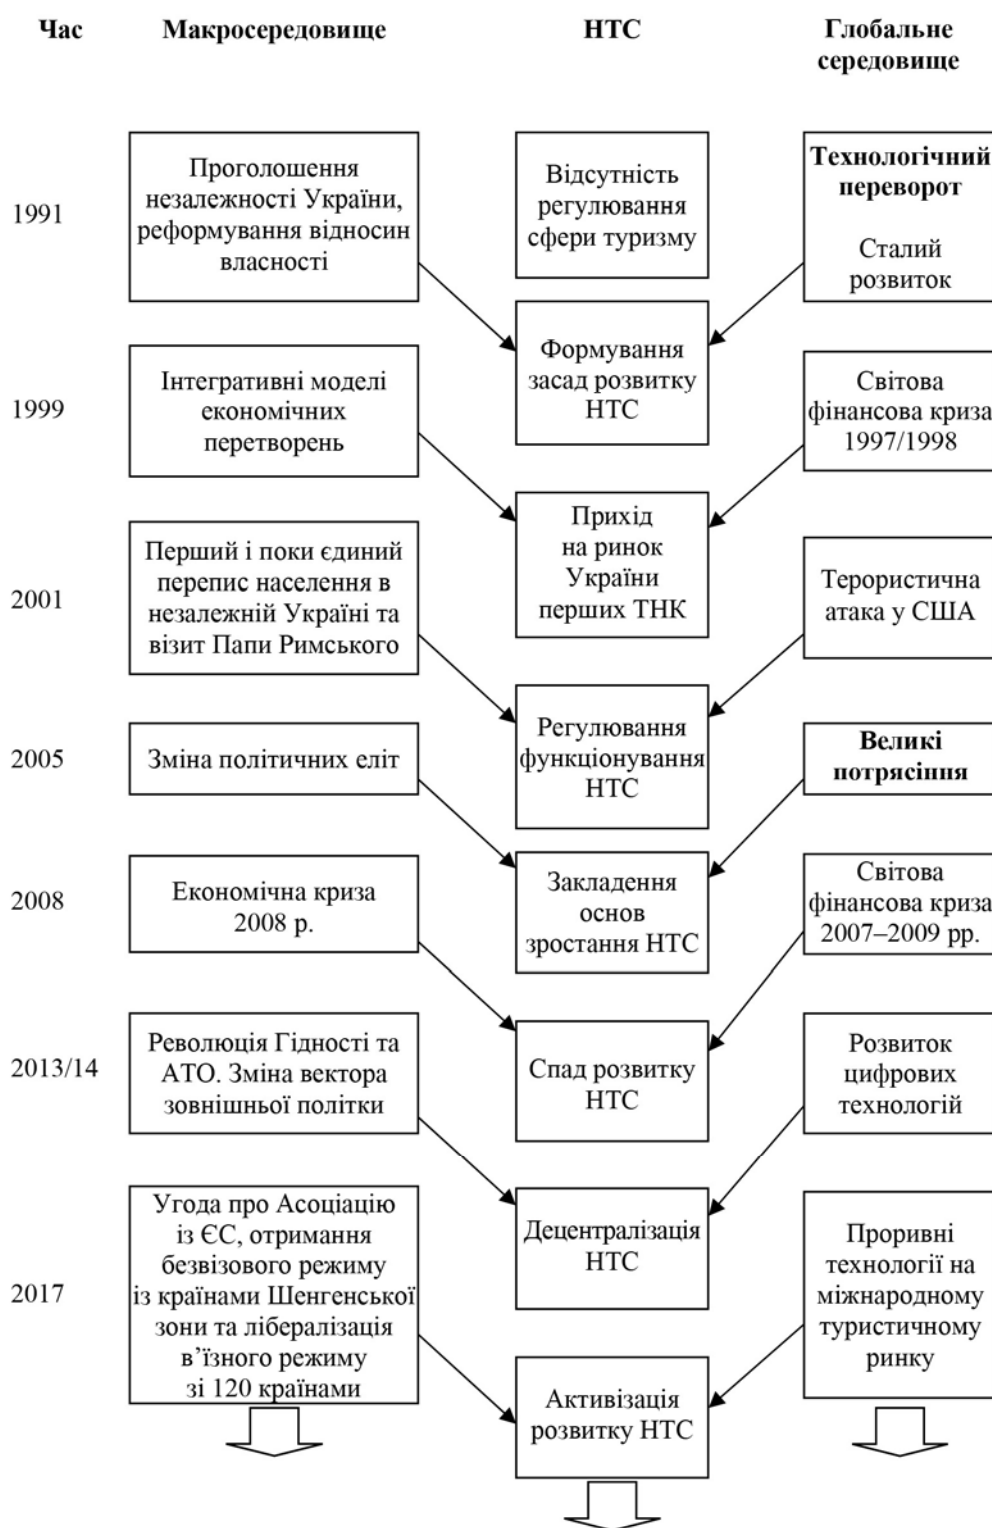 Час
Макросередовище
НТС
Глобальне
середовище
1991
Проголошення
незалежності України,
реформування відносин
власності
Відсутність
регулювання
сфери туризму
Технологічний
переворот
Сталий
розвиток
Формування
засад розвитку
НТС
1999
Інтегративні моделі
економічних
перетворень
Світова
фінансова криза
1997/1998
Прихід
на ринок
України
перших ТНК
2001
Перший і поки єдиний
перепис населення в
незалежній Україні та
візит Папи Римського
Терористична
атака у США
Регулювання
функціонування
НТС
2005
Зміна політичних еліт
Великі
потрясіння
2008
Економічна криза
2008 р.
Закладення
основ
зростання НТС
Світова
фінансова криза
2007–2009 рр.
2013/14
Революція Гідності та
АТО. Зміна вектора
зовнішньої політки
Спад розвитку
НТС
Розвиток
цифрових
технологій
Децентралізація
НТС
2017
Угода про Асоціацію
із ЄС, отримання
безвізового режиму
із країнами Шенгенської
зони та лібералізація
в’їзного режиму
зі 120 країнами
Проривні
технології на
міжнародному
туристичному
ринку
Активізація
розвитку НТС